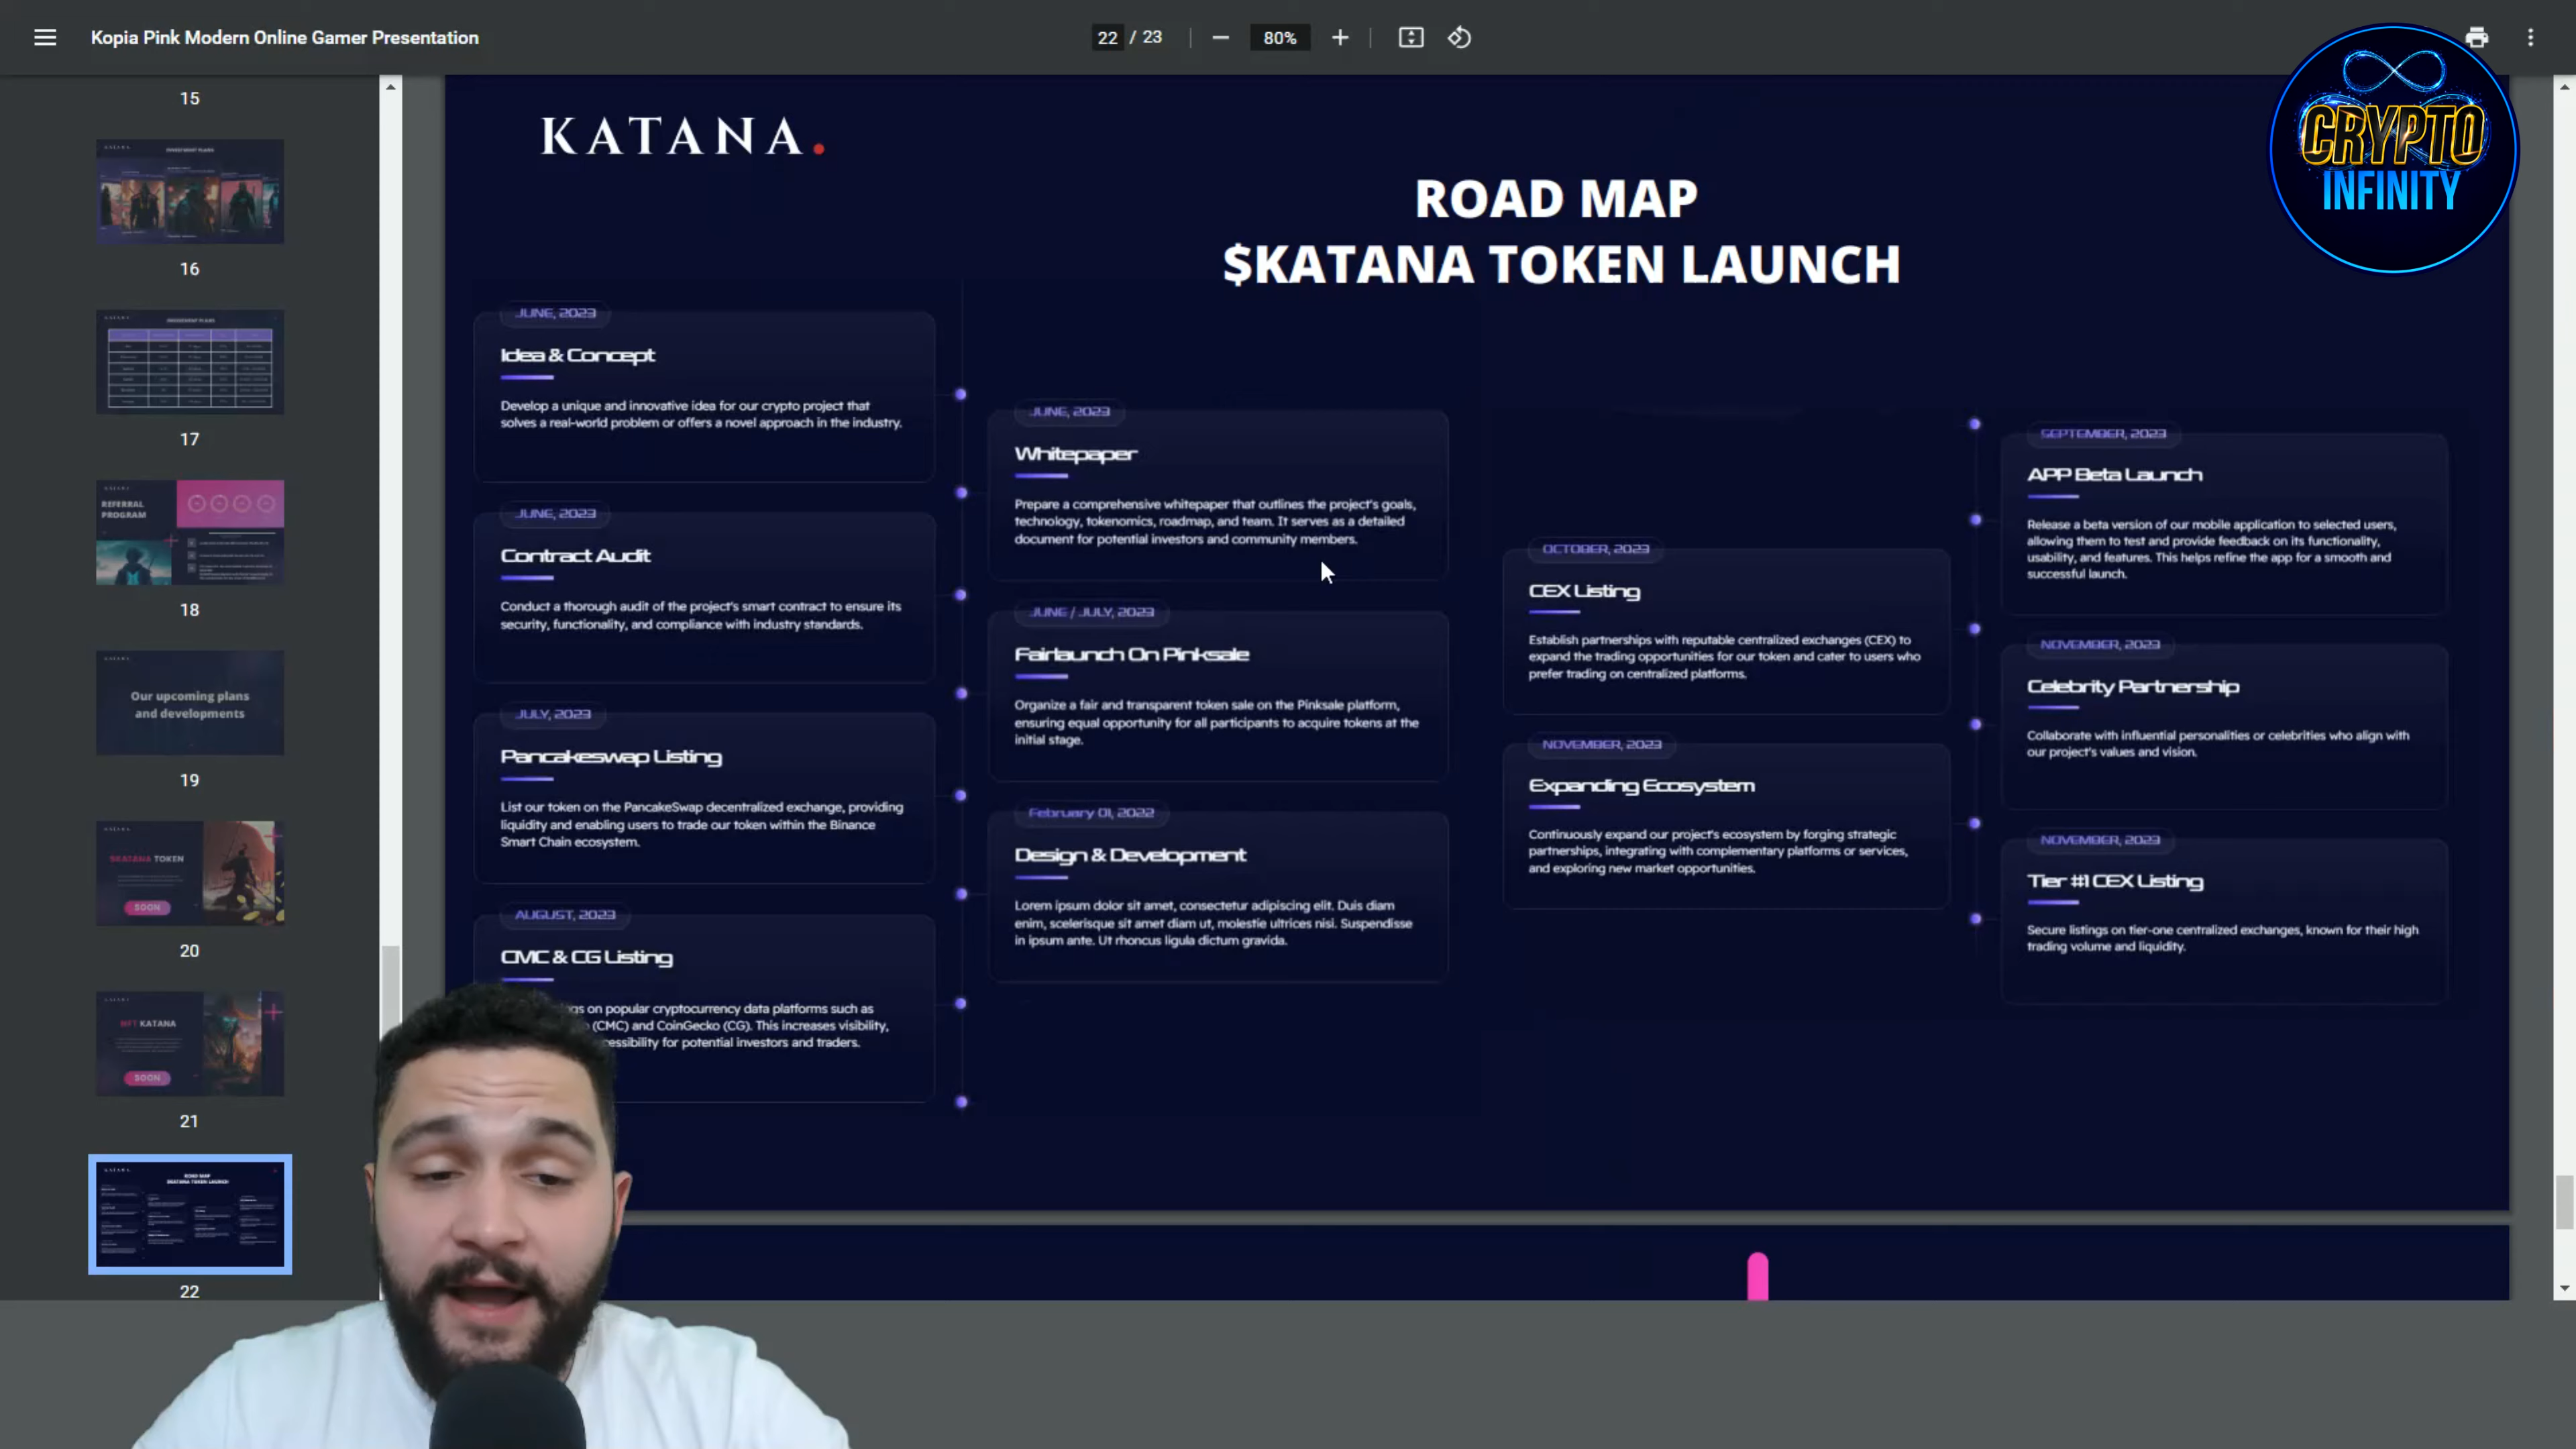 Kopia Pink Modern Online Gamer Presentation
22 / 23
80%
CRYPTO
INFINITY
15
16
17
REFERRAL
PROGRAM
18
Our upcoming plans
and developments
19
$KATANA TOKEN
SOON
20
NFT KATANA
SOON
21
22
KATANA.
ROAD MAP
$KATANA TOKEN LAUNCH
JUNE, 2023
Idea & Concept
Develop a unique and innovative idea for our crypto project that
solves a real-world problem or offers a novel approach in the industry.
JUNE, 2023
Contract Audit
Conduct a thorough audit of the project's smart contract to ensure its
security, functionality, and compliance with industry standards.
JULY, 2023
Pancakeswap Listing
List our token on the PancakeSwap decentralized exchange, providing
liquidity and enabling users to trade our token within the Binance
Smart Chain ecosystem.
AUGUST, 2023
CMC & CG Listing
on popular cryptocurrency data platforms such as
(CMC) and CoinGecko (CG). This increases visibility,
for potential investors and traders.
JUNE, 2023
Whitepaper
Prepare a comprehensive whitepaper that outlines the project's goals,
technology, tokenomics, roadmap, and team. It serves as a detailed
document for potential investors and community members.
JUNE / JULY, 2023
Fairlaunch On Pinksale
Organize a fair and transparent token sale on the Pinksale platform,
ensuring equal opportunity for all participants to acquire tokens at the
initial stage.
February 01, 2022
Design & Development
Lorem ipsum dolor sit amet, consectetur adipiscing elit. Duis diam
enim, scelerisque sit amet diam ut, molestie ultrices nisi. Suspendisse
in ipsum ante. Ut rhoncus ligula dictum gravida.
OCTOBER, 2023
CEX Listing
Establish partnerships with reputable centralized exchanges (CEX) to
expand the trading opportunities for our token and cater to users who
prefer trading on centralized platforms.
NOVEMBER, 2023
Expanding Ecosystem
Continuously expand our project's ecosystem by forging strategic
partnerships, integrating with complementary platforms or services,
and exploring new market opportunities.
SEPTEMBER, 2023
APP Beta Launch
Release a beta version of our mobile application to selected users,
allowing them to test and provide feedback on its functionality,
usability, and features. This helps refine the app for a smooth and
successful launch.
NOVEMBER, 2023
Celebrity Partnership
Collaborate with influential personalities or celebrities who align with
our project's values and vision.
NOVEMBER, 2023
Tier #1 CEX Listing
Secure listings on tier-one centralized exchanges, known for their high
trading volume and liquidity.